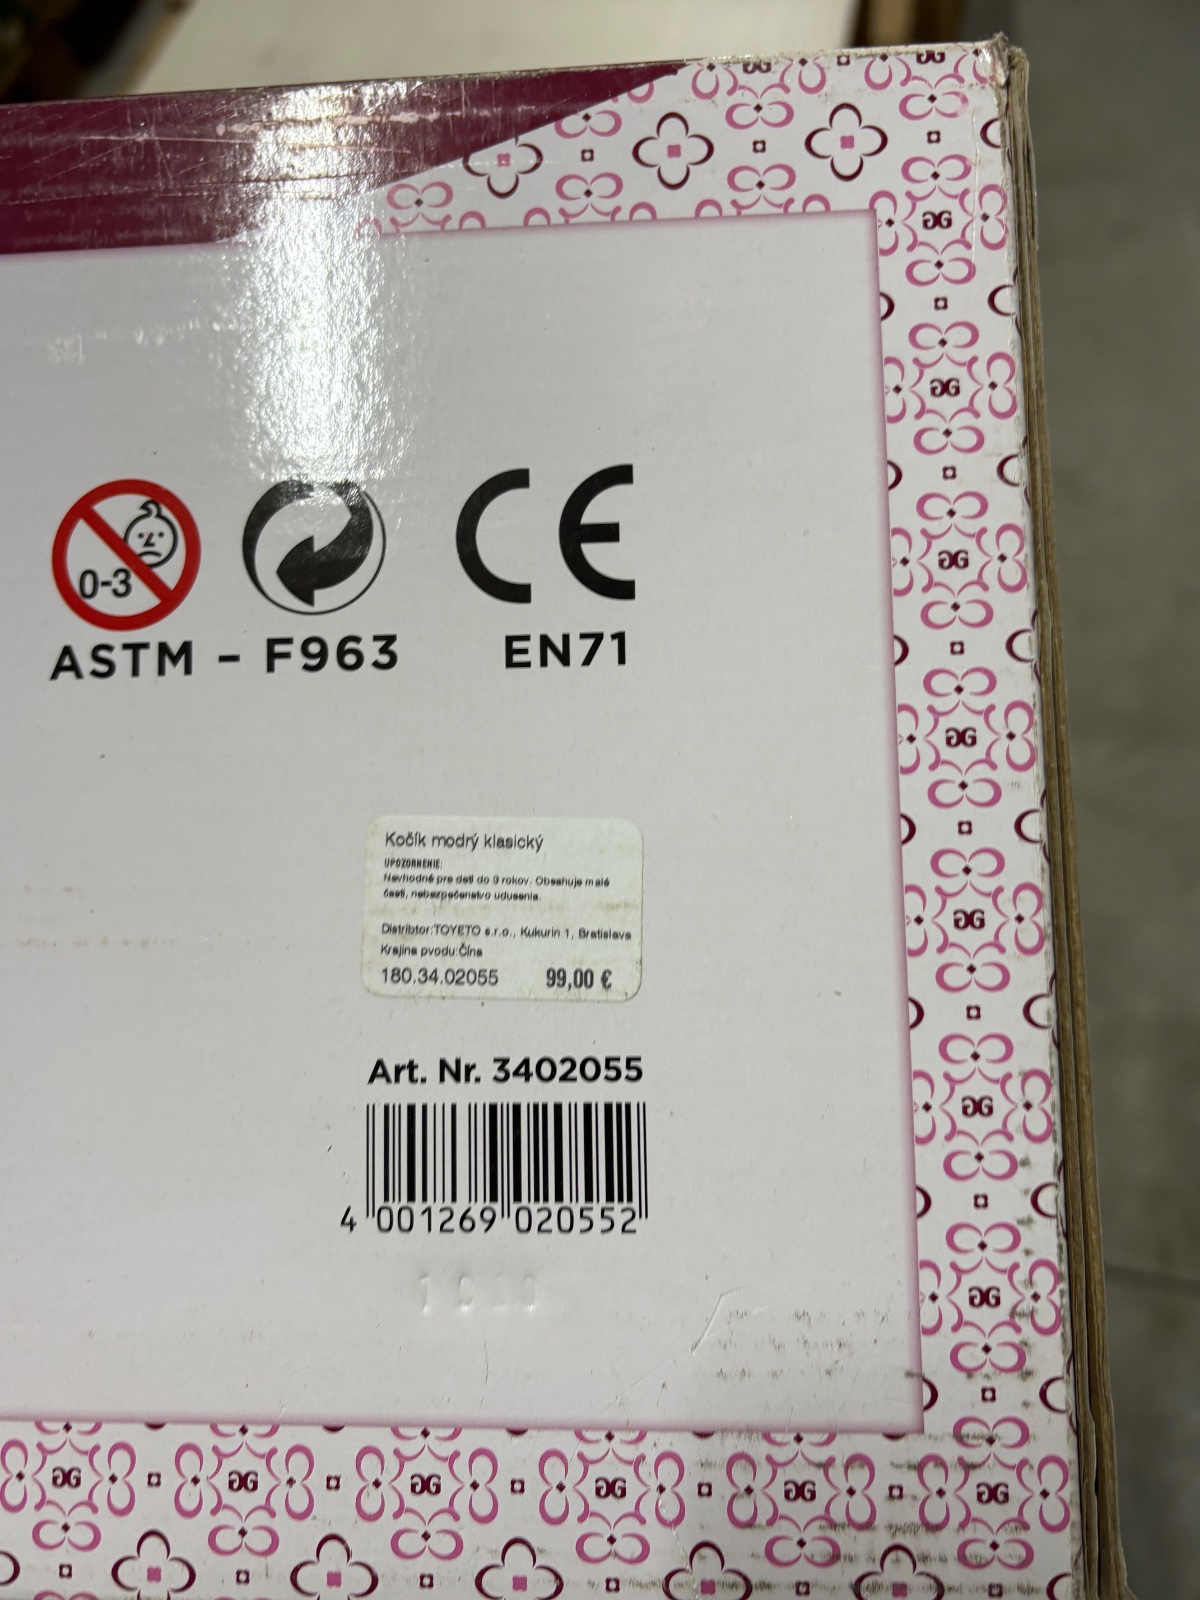 0-3
CE
ASTM - F963
EN71
Kočík modrý klasický
UPOZORNENIE:
Nevhodné pre deti do 3 rokov. Obsahuje malé
časti, nebezpečenstvo udusenia.
Distribtor:TOYETO s.r.o., Kukurin 1, Bratislava
Krajina pvodu:Čína
180.34.02055 99,00 €
Art. Nr. 3402055
4 001269 020552